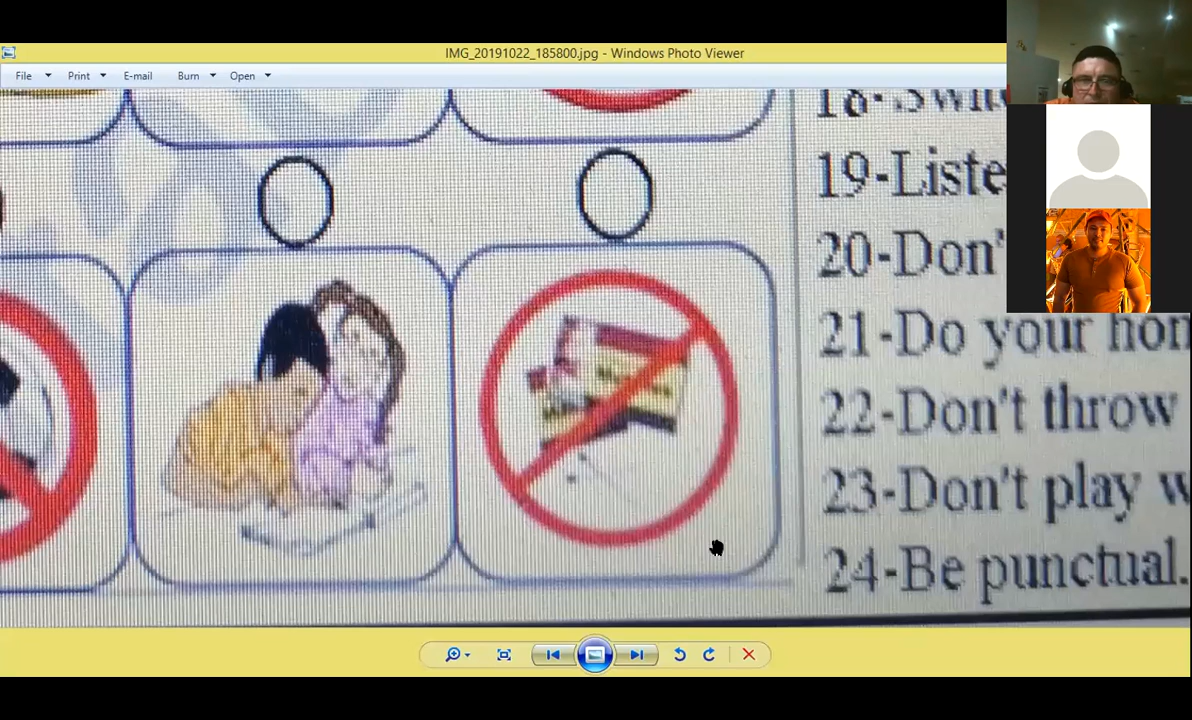 IMG_20191022_185800.jpg - Windows Photo Viewer
File Print E-mail Burn Open
19-Liste
20-Don'
21-Do your hon
22-Don't throw
23-Don't play w
24-Be punctual.